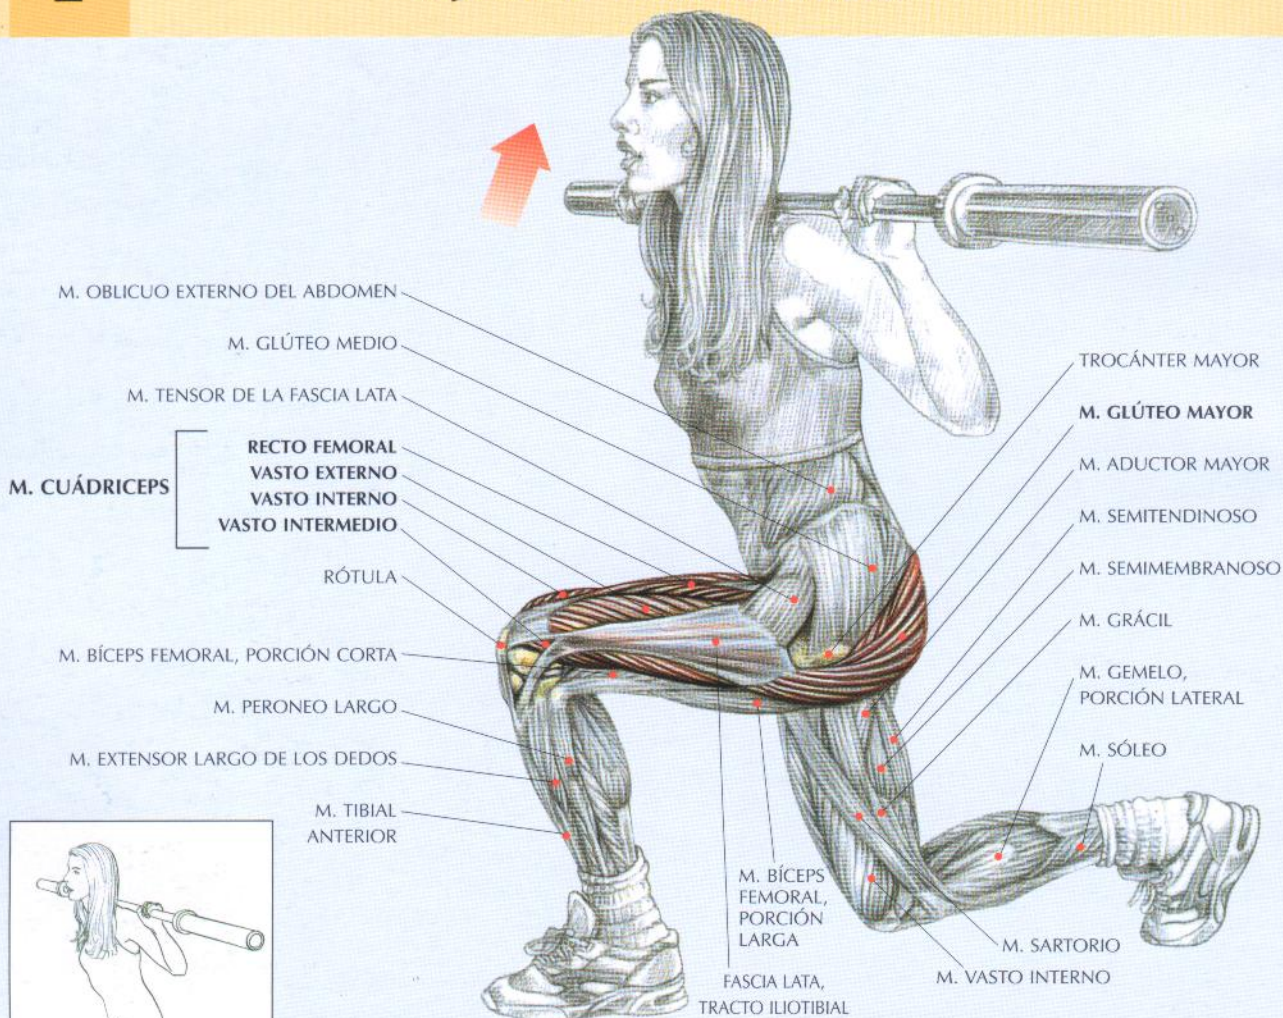 M. OBLICUO EXTERNO DEL ABDOMEN
M. GLÚTEO MEDIO
M. TENSOR DE LA FASCIA LATA
M. CUÁDRICEPS
RECTO FEMORAL
VASTO EXTERNO
VASTO INTERNO
VASTO INTERMEDIO
RÓTULA
M. BÍCEPS FEMORAL, PORCIÓN CORTA
M. PERONEO LARGO
M. EXTENSOR LARGO DE LOS DEDOS
M. TIBIAL
ANTERIOR
TROCÁNTER MAYOR
M. GLÚTEO MAYOR
M. ADUCTOR MAYOR
M. SEMITENDINOSO
M. SEMIMEMBRANOSO
M. GRÁCIL
M. GEMELO,
PORCIÓN LATERAL
M. SÓLEO
M. BÍCEPS
FEMORAL,
PORCIÓN
LARGA
M. SARTORIO
M. VASTO INTERNO
FASCIA LATA,
TRACTO ILIOTIBIAL